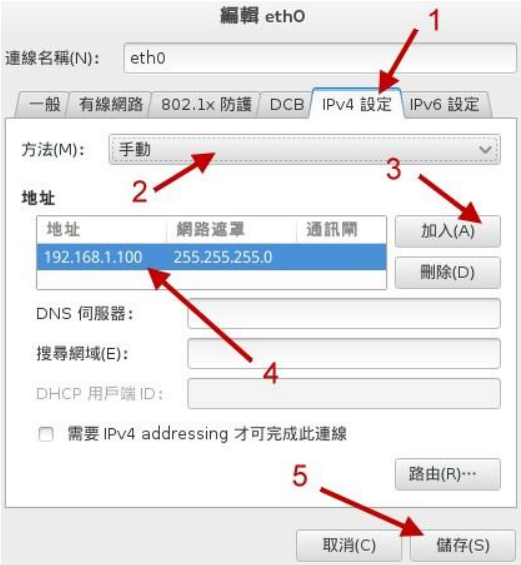 編輯 eth0
1
連線名稱(N): eth0
一般 有線網路 802.1x 防護 DCB IPv4 設定 IPv6 設定
方法(M): 手動
2
3
地址
地址 網路遮罩 通訊閘 加入(A)
192.168.1.100 255.255.255.0
刪除(D)
DNS 伺服器:
搜尋網域(E):
4
DHCP 用戶端 ID:
需要 IPv4 addressing 才可完成此連線
路由(R)⋯
5
取消(C) 儲存(S)